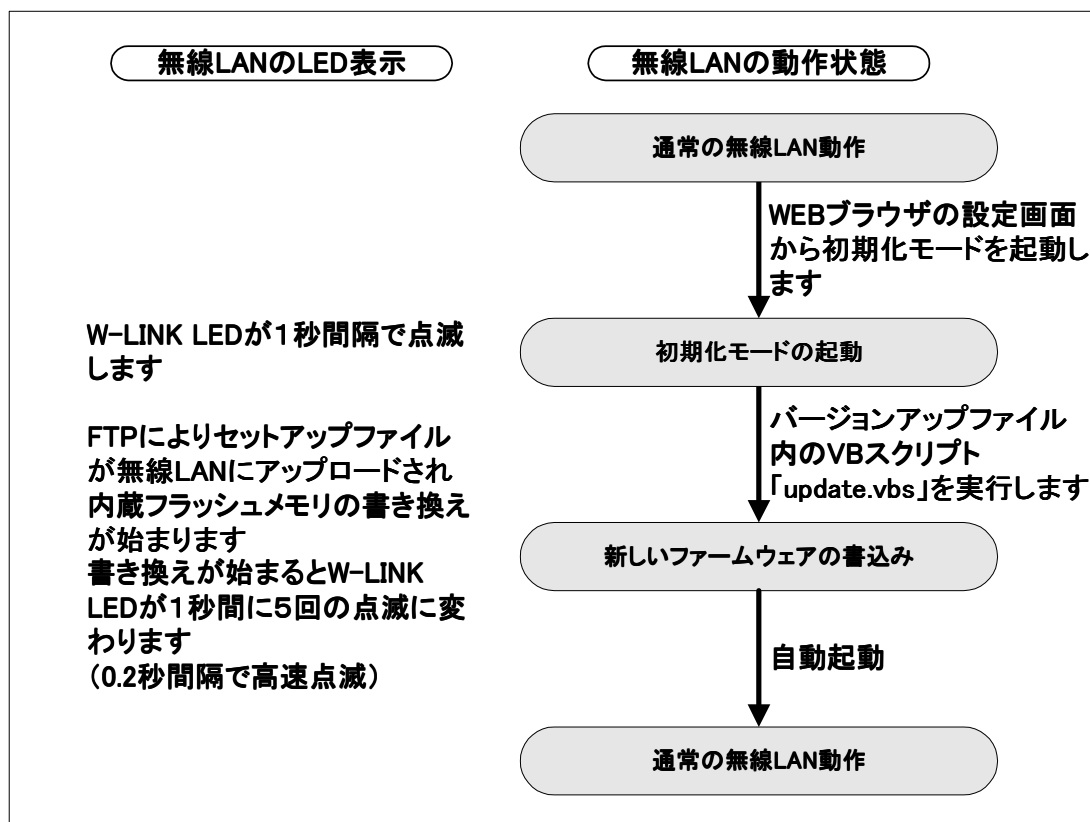 無線LANのLED表示
無線LANの動作状態
通常の無線LAN動作
WEBブラウザの設定画面
から初期化モードを起動し
ます
W-LINK LEDが１秒間隔で点滅
します
初期化モードの起動
FTPによりセットアップファイル
が無線LANにアップロードされ
内蔵フラッシュメモリの書き換え
が始まります
書き換えが始まるとW-LINK
LEDが１秒間に５回の点滅に変
わります
（0.2秒間隔で高速点滅）
バージョンアップファイル
内のVBスクリプト
「update.vbs」を実行します
新しいファームウェアの書込み
自動起動
通常の無線LAN動作